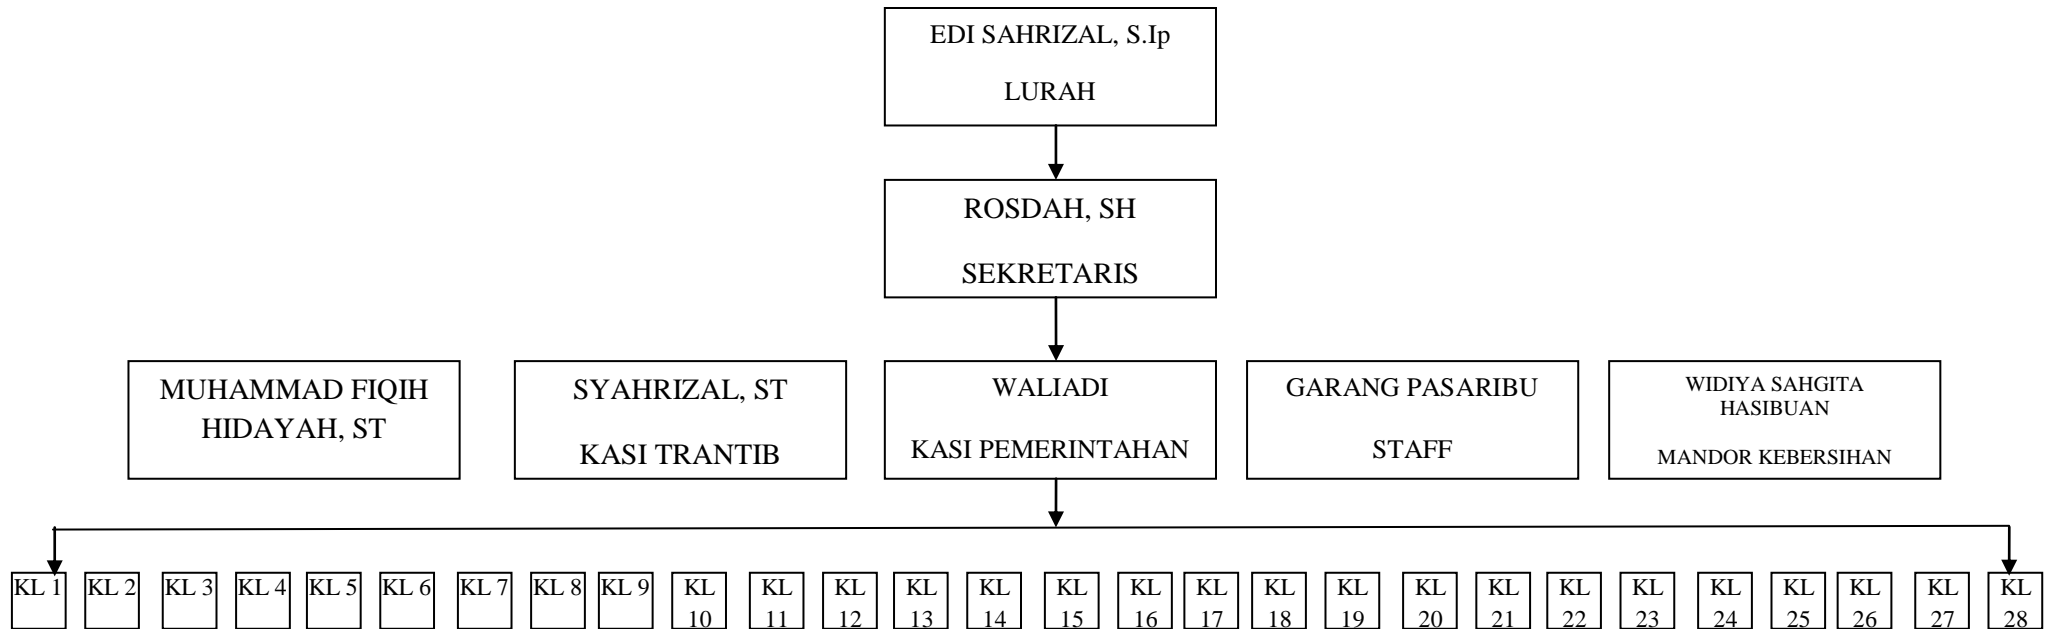 EDI SAHRIZAL, S.Ip
LURAH
ROSDAH, SH
SEKRETARIS
MUHAMMAD FIQIH
HIDAYAH, ST
SYAHRIZAL, ST
KASI TRANTIB
WALIADI
KASI PEMERINTAHAN
GARANG PASARIBU
STAFF
WIDIYA SAHGITA
HASIBUAN
MANDOR KEBERSIHAN
KL 1
KL 2
KL 3
KL 4
KL 5
KL 6
KL 7
KL 8
KL 9
KL
10
KL
11
KL
12
KL
13
KL
14
KL
15
KL
16
KL
17
KL
18
KL
19
KL
20
KL
21
KL
22
KL
23
KL
24
KL
25
KL
26
KL
27
KL
28